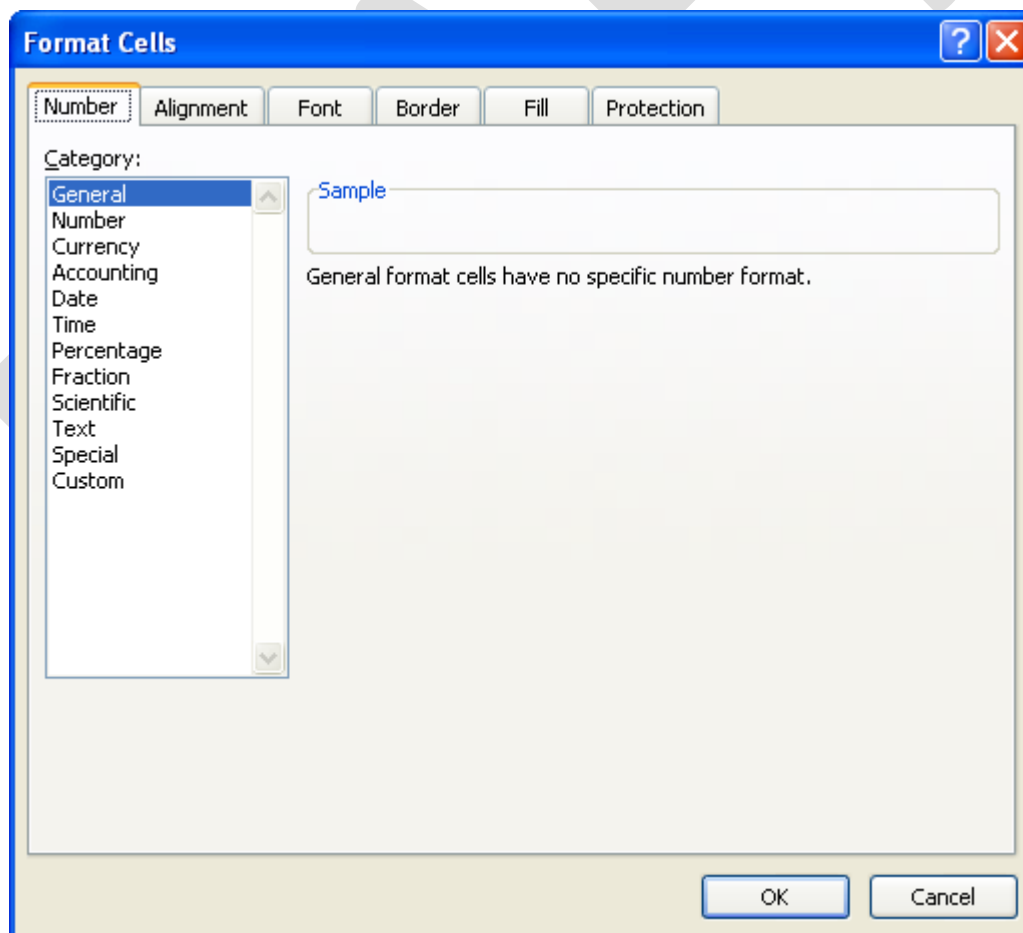 Format Cells
Number Alignment Font Border Fill Protection
Category:
General
Number
Currency
Accounting
Date
Time
Percentage
Fraction
Scientific
Text
Special
Custom
Sample
General format cells have no specific number format.
OK Cancel